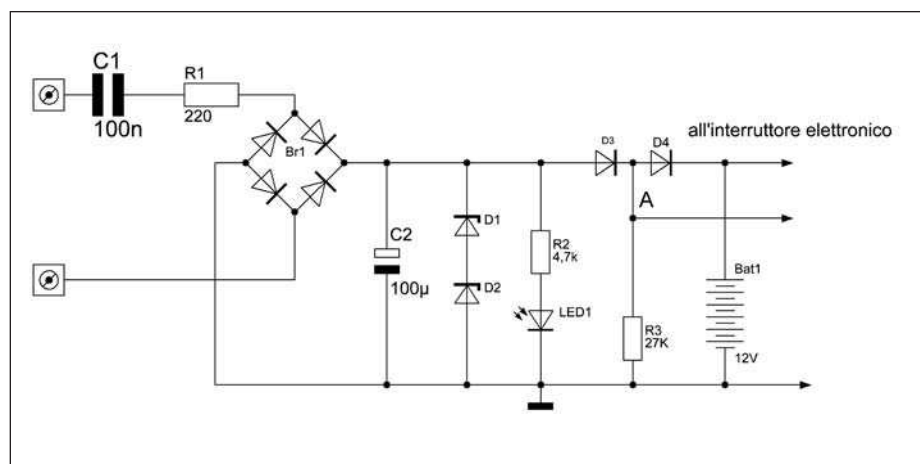 C1
R1
100n
220
Br1
all'interruttore elettronico
D3
D4
A
C2
100µ
D1
D2
R2
4,7k
LED1
R3
27K
Bat1
12V